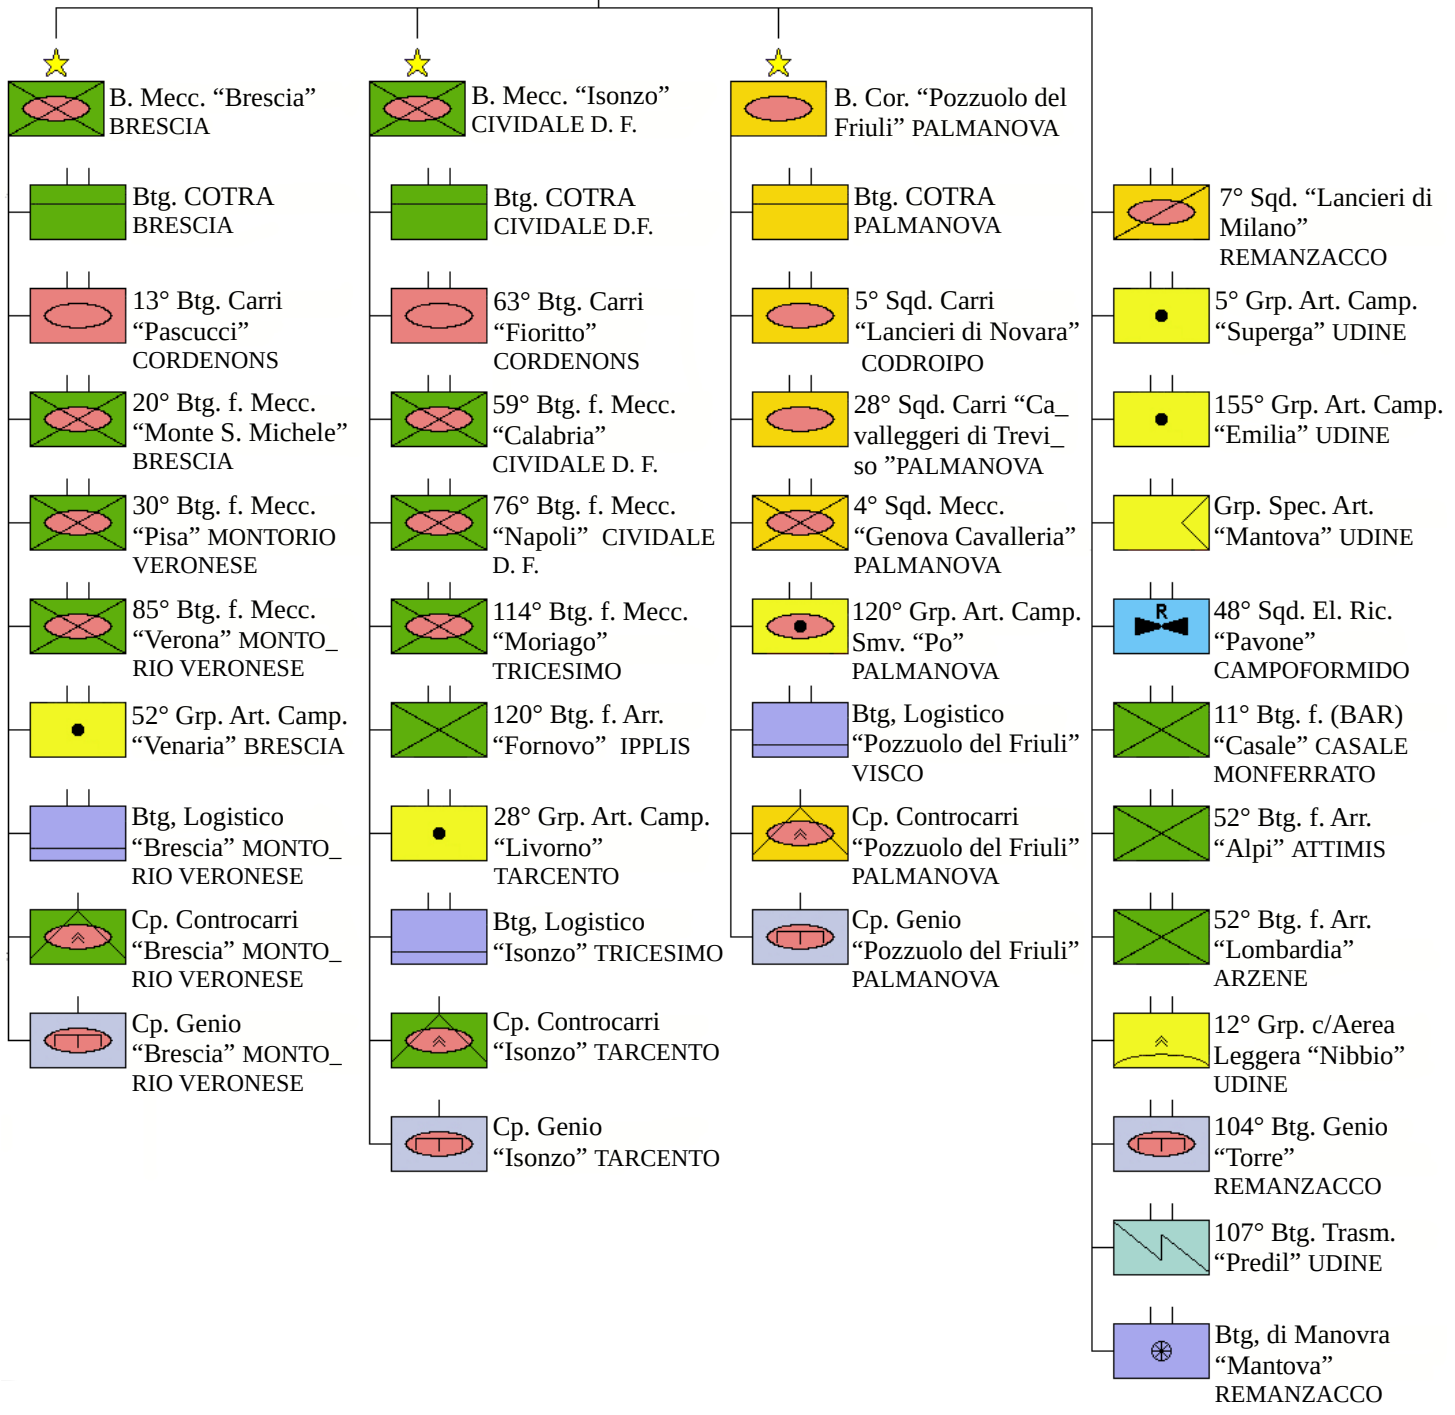 B. Mecc. “Brescia”
BRESCIA
Btg. COTRA
BRESCIA
13° Btg. Carri
“Pascucci”
CORDENONS
20° Btg. f. Mecc.
“Monte S. Michele”
BRESCIA
30° Btg. f. Mecc.
“Pisa” MONTORIO
VERONESE
85° Btg. f. Mecc.
“Verona” MONTO_
RIO VERONESE
52° Grp. Art. Camp.
“Venaria” BRESCIA
Btg, Logistico
“Brescia” MONTO_
RIO VERONESE
Cp. Controcarri
“Brescia” MONTO_
RIO VERONESE
Cp. Genio
“Brescia” MONTO_
RIO VERONESE
B. Mecc. “Isonzo”
CIVIDALE D. F.
Btg. COTRA
CIVIDALE D.F.
63° Btg. Carri
“Fioritto”
CORDENONS
59° Btg. f. Mecc.
“Calabria”
CIVIDALE D. F.
76° Btg. f. Mecc.
“Napoli” CIVIDALE
D. F.
114° Btg. f. Mecc.
“Moriago”
TRICESIMO
120° Btg. f. Arr.
“Fornovo” IPPLIS
28° Grp. Art. Camp.
“Livorno”
TARCENTO
Btg, Logistico
“Isonzo” TRICESIMO
Cp. Controcarri
“Isonzo” TARCENTO
Cp. Genio
“Isonzo” TARCENTO
B. Cor. “Pozzuolo del
Friuli” PALMANOVA
Btg. COTRA
PALMANOVA
5° Sqd. Carri
“Lancieri di Novara”
CODROIPO
28° Sqd. Carri “Ca_
valleggeri di Trevi_
so ”PALMANOVA
4° Sqd. Mecc.
“Genova Cavalleria”
PALMANOVA
120° Grp. Art. Camp.
Smv. “Po”
PALMANOVA
Btg, Logistico
“Pozzuolo del Friuli”
VISCO
Cp. Controcarri
“Pozzuolo del Friuli”
PALMANOVA
Cp. Genio
“Pozzuolo del Friuli”
PALMANOVA
7° Sqd. “Lancieri di
Milano”
REMANZACCO
5° Grp. Art. Camp.
“Superga” UDINE
155° Grp. Art. Camp.
“Emilia” UDINE
Grp. Spec. Art.
“Mantova” UDINE
R
48° Sqd. El. Ric.
“Pavone”
CAMPOFORMIDO
11° Btg. f. (BAR)
“Casale” CASALE
MONFERRATO
52° Btg. f. Arr.
“Alpi” ATTIMIS
52° Btg. f. Arr.
“Lombardia”
ARZENE
12° Grp. c/Aerea
Leggera “Nibbio”
UDINE
104° Btg. Genio
“Torre”
REMANZACCO
107° Btg. Trasm.
“Predil” UDINE
Btg, di Manovra
“Mantova”
REMANZACCO